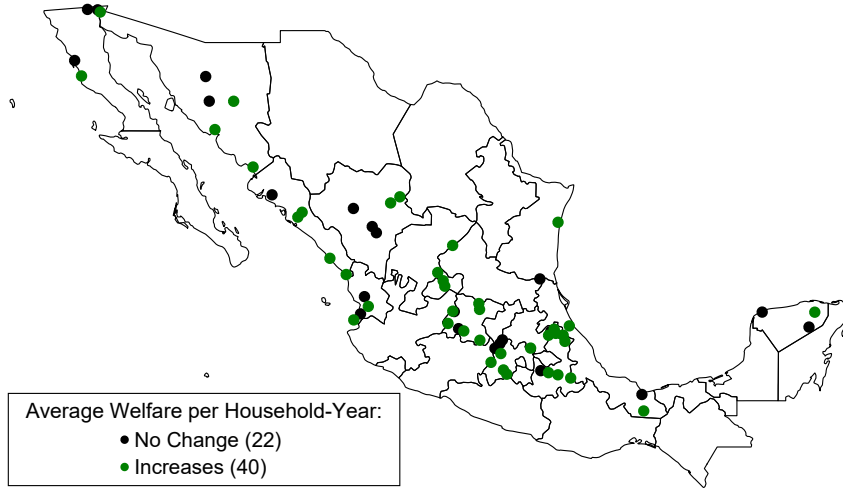 Average Welfare per Household-Year:
No Change (22)
Increases (40)